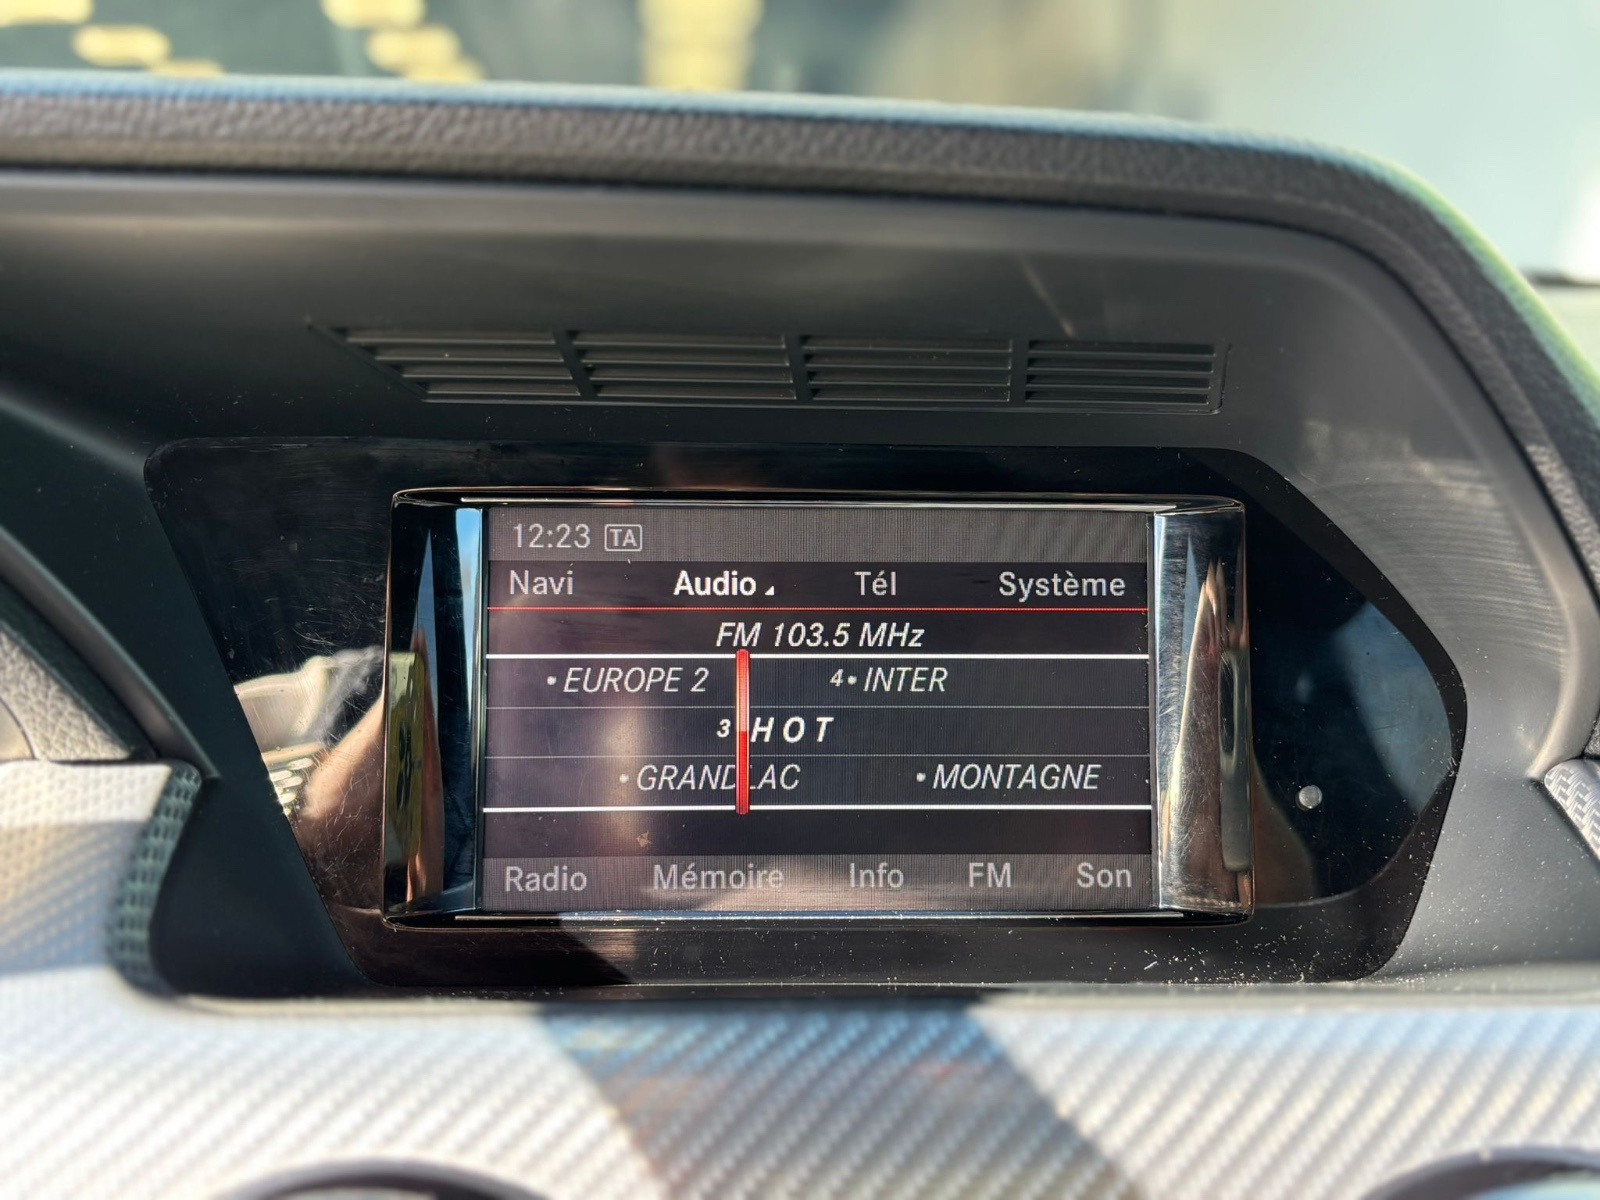 12:23 TA
Navi Audio Tél Système
FM 103.5 MHz
• EUROPE 2 4• INTER
3 HOT
• GRAND LAC • MONTAGNE
Radio Mémoire Info FM Son